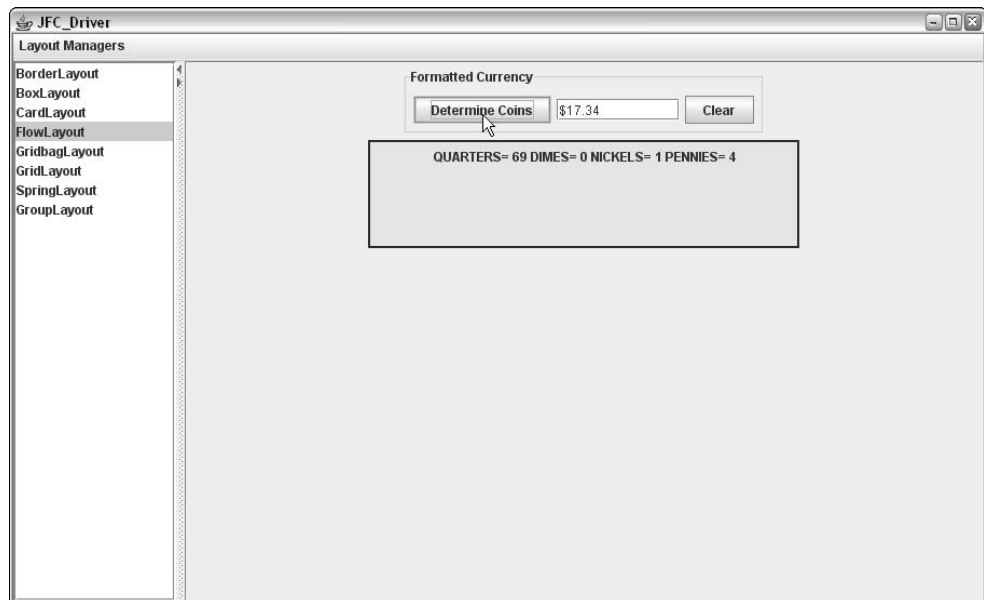 JFC_Driver
Layout Managers
BorderLayout
BoxLayout
CardLayout
FlowLayout
GridbagLayout
GridLayout
SpringLayout
GroupLayout
Formatted Currency
Determine Coins $17.34 Clear
QUARTERS= 69 DIMES= 0 NICKELS= 1 PENNIES= 4